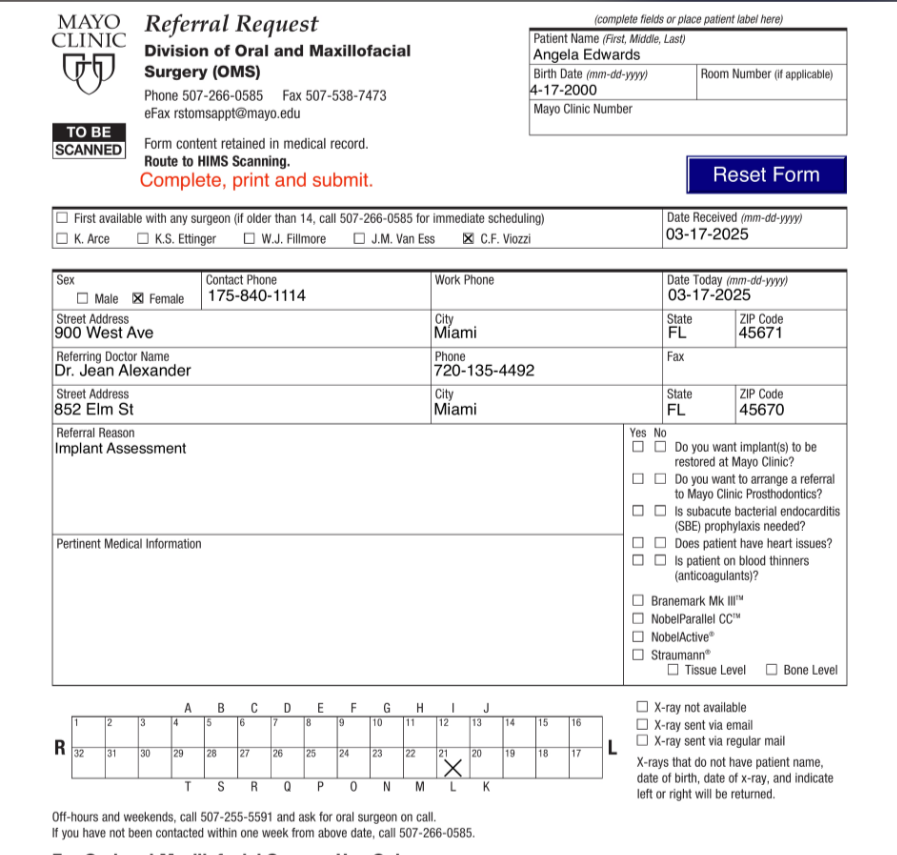 MAYO
CLINIC
Referral Request
Division of Oral and Maxillofacial
Surgery (OMS)
Phone 507-266-0585 Fax 507-538-7473
eFax rstomsappt@mayo.edu
TO BE
SCANNED
Form content retained in medical record.
Route to HIMS Scanning.
Complete, print and submit.
(complete fields or place patient label here)
Patient Name (First, Middle, Last)
Angela Edwards
Birth Date (mm-dd-yyyy) Room Number (if applicable)
4-17-2000
Mayo Clinic Number
Reset Form
First available with any surgeon (if older than 14, call 507-266-0585 for immediate scheduling)
K. Arce K.S. Ettinger W.J. Fillmore J.M. Van Ess C.F. Viozzi
Date Received (mm-dd-yyyy)
03-17-2025
Sex Contact Phone Work Phone Date Today (mm-dd-yyyy)
Male Female 175-840-1114 03-17-2025
Street Address City State ZIP Code
900 West Ave Miami FL 45671
Referring Doctor Name Phone Fax
Dr. Jean Alexander 720-135-4492
Street Address City State ZIP Code
852 Elm St Miami FL 45670
Referral Reason
Implant Assessment
Pertinent Medical Information
Yes No
Do you want implant(s) to be
restored at Mayo Clinic?
Do you want to arrange a referral
to Mayo Clinic Prosthodontics?
Is subacute bacterial endocarditis
(SBE) prophylaxis needed?
Does patient have heart issues?
Is patient on blood thinners
(anticoagulants)?
Branemark Mk III™
NobelParallel CC™
NobelActive®
Straumann®
Tissue Level Bone Level
A B C D E F G H I J
1 2 3 4 5 6 7 8 9 10 11 12 13 14 15 16
R L
32 31 30 29 28 27 26 25 24 23 22 21 20 19 18 17
T S R Q P O N M L K
X-ray not available
X-ray sent via email
X-ray sent via regular mail
X-rays that do not have patient name,
date of birth, date of x-ray, and indicate
left or right will be returned.
Off-hours and weekends, call 507-255-5591 and ask for oral surgeon on call.
If you have not been contacted within one week from above date, call 507-266-0585.